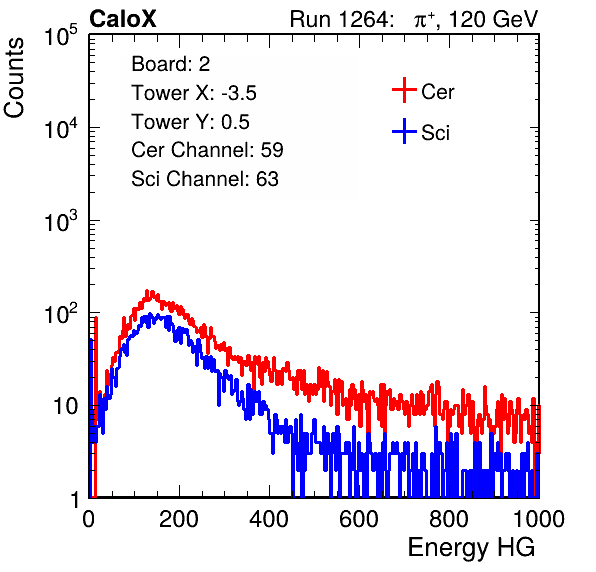 CaloX Run 1264: π⁺, 120 GeV
Counts
Board: 2
Tower X: -3.5
Tower Y: 0.5
Cer Channel: 59
Sci Channel: 63
Cer
Sci
10⁵
10⁴
10³
10²
10
1
0 200 400 600 800 1000
Energy HG